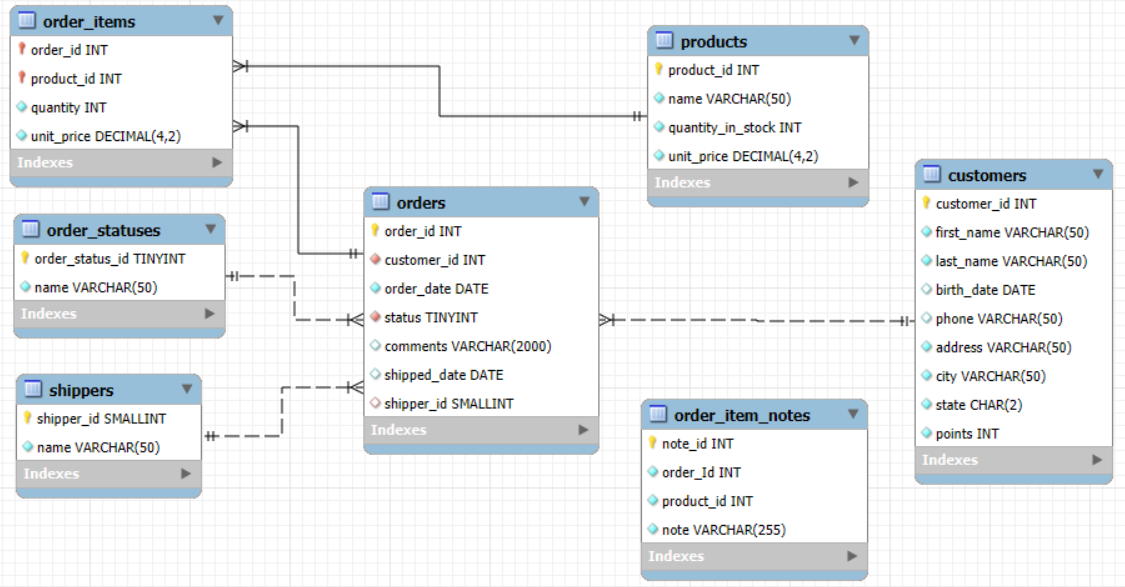 order_items
order_id INT
product_id INT
quantity INT
unit_price DECIMAL(4,2)
Indexes
products
product_id INT
name VARCHAR(50)
quantity_in_stock INT
unit_price DECIMAL(4,2)
Indexes
customers
customer_id INT
first_name VARCHAR(50)
last_name VARCHAR(50)
birth_date DATE
phone VARCHAR(50)
address VARCHAR(50)
city VARCHAR(50)
state CHAR(2)
points INT
Indexes
orders
order_id INT
customer_id INT
order_date DATE
status TINYINT
comments VARCHAR(2000)
shipped_date DATE
shipper_id SMALLINT
Indexes
order_statuses
order_status_id TINYINT
name VARCHAR(50)
Indexes
shippers
shipper_id SMALLINT
name VARCHAR(50)
Indexes
order_item_notes
note_id INT
order_Id INT
product_id INT
note VARCHAR(255)
Indexes